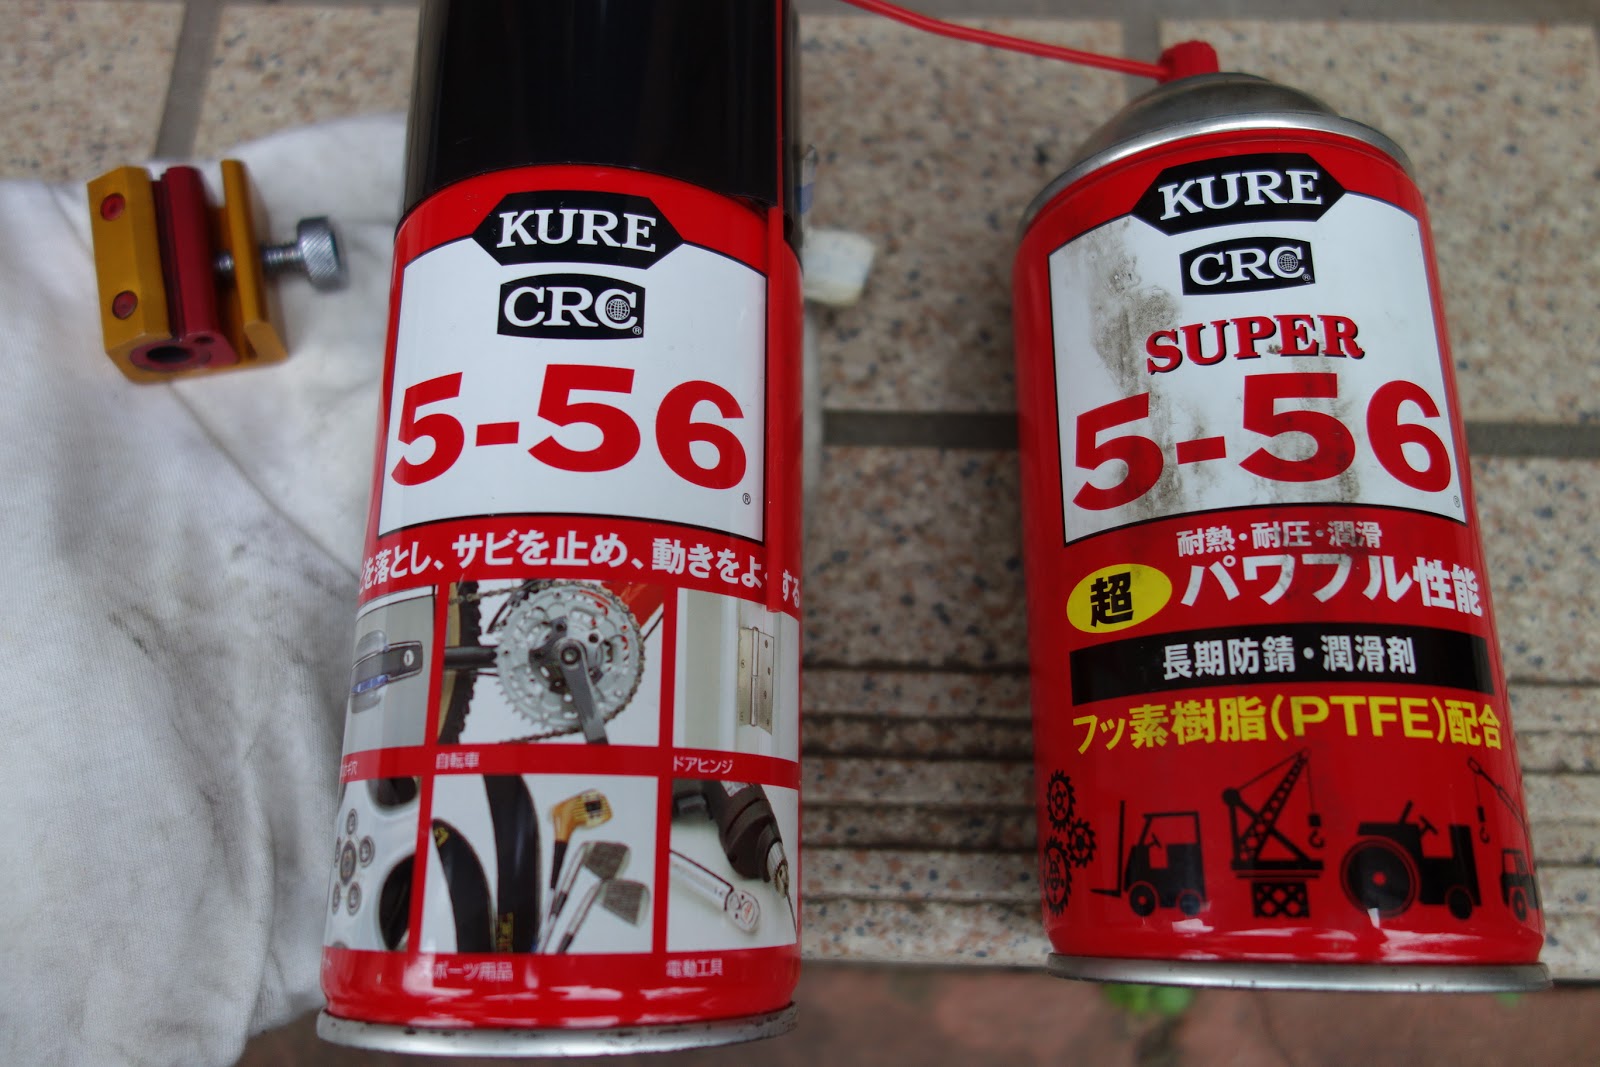 KURE
CRC®
5-56®
を落とし、サビを止め、動きをよ
する
自転車
ドアヒンジ
スポーツ用品
電動工具
KURE
CRC®
SUPER
5-56®
耐熱・耐圧・潤滑
超
パワフル性能
長期防錆・潤滑剤
フッ素樹脂(PTFE)配合